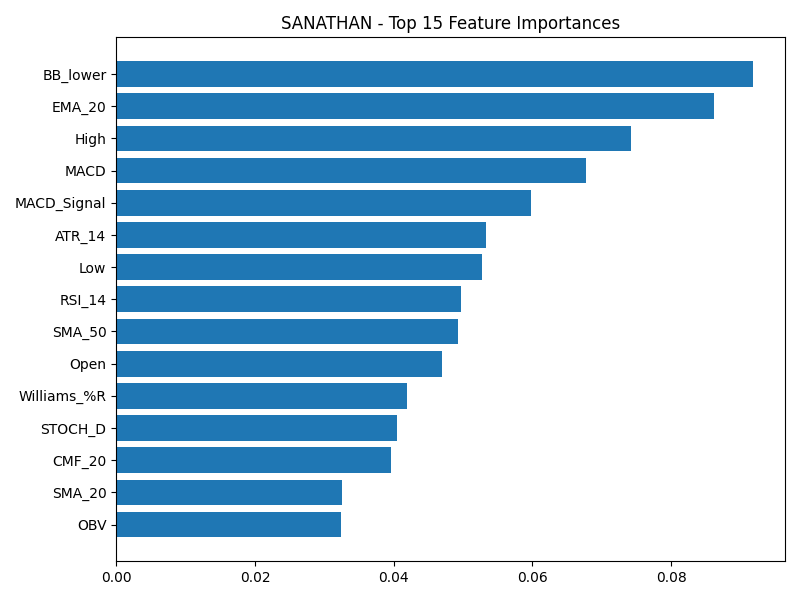 SANATHAN - Top 15 Feature Importances
BB_lower
EMA_20
High
MACD
MACD_Signal
ATR_14
Low
RSI_14
SMA_50
Open
Williams_%R
STOCH_D
CMF_20
SMA_20
OBV
0.00 0.02 0.04 0.06 0.08